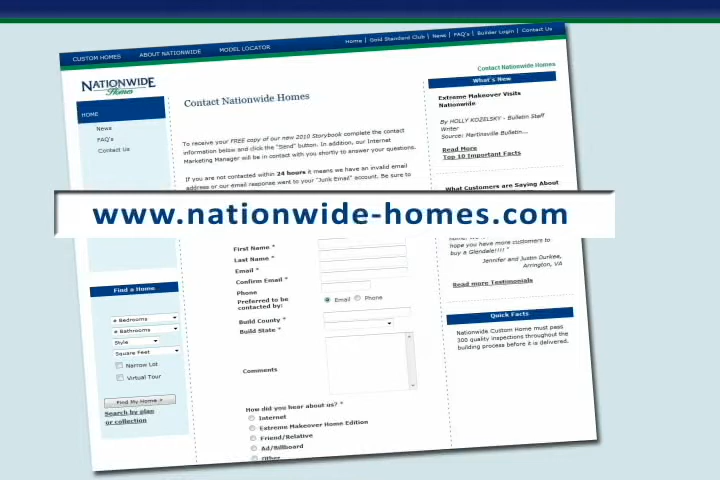 CUSTOM HOMES ABOUT NATIONWIDE MODEL LOCATOR
Home | Gold Standard Club | News | FAQ's | Builder Login | Contact Us
Contact Nationwide Homes
NATIONWIDE
Homes
HOME
News
FAQ's
Contact Us
Contact Nationwide Homes
To receive your FREE copy of our new 2010 Storybook complete the contact
information below and click the "Send" button. In addition, our Internet
Marketing Manager will be in contact with you shortly to answer your questions.
If you are not contacted within 24 hours it means we have an invalid email
address or our email response went to your "Junk Email" account. Be sure to
What's New
Extreme Makeover Visits
Nationwide
By HOLLY KOZELSKY - Bulletin Staff
Writer
Source: Martinsville Bulletin...
Read More
Top 10 Important Facts
What Customers are Saying About
www.nationwide-homes.com
First Name *
Last Name *
Email *
Confirm Email *
Phone
Preferred to be
contacted by:
Email Phone
Build County *
Build State *
Comments
How did you hear about us? *
Internet
Extreme Makeover Home Edition
Friend/Relative
Ad/Billboard
Other
Find a Home
# Bedrooms
# Bathrooms
Style
Square Feet
Narrow Lot
Virtual Tour
Find My Home »
Search by plan
or collection
hope you have more customers to
buy a Glendale!!!! "
Jennifer and Justin Durkee,
Arrington, VA
Read more Testimonials
Quick Facts
Nationwide Custom Home must pass
300 quality inspections throughout the
building process before it is delivered.